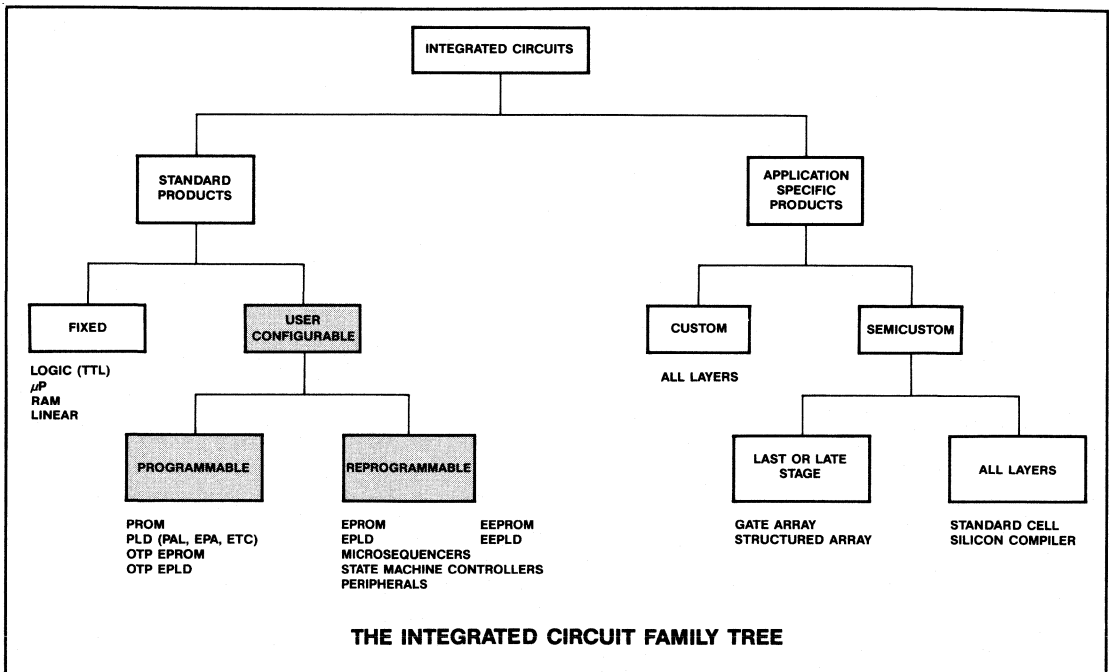 INTEGRATED CIRCUITS
STANDARD
PRODUCTS
APPLICATION
SPECIFIC
PRODUCTS
FIXED
USER
CONFIGURABLE
CUSTOM
SEMICUSTOM
LOGIC (TTL)
µP
RAM
LINEAR
ALL LAYERS
PROGRAMMABLE
REPROGRAMMABLE
LAST OR LATE
STAGE
ALL LAYERS
PROM
PLD (PAL, EPA, ETC)
OTP EPROM
OTP EPLD
EPROM EEPROM
EPLD EEPLD
MICROSEQUENCERS
STATE MACHINE CONTROLLERS
PERIPHERALS
GATE ARRAY
STRUCTURED ARRAY
STANDARD CELL
SILICON COMPILER
THE INTEGRATED CIRCUIT FAMILY TREE